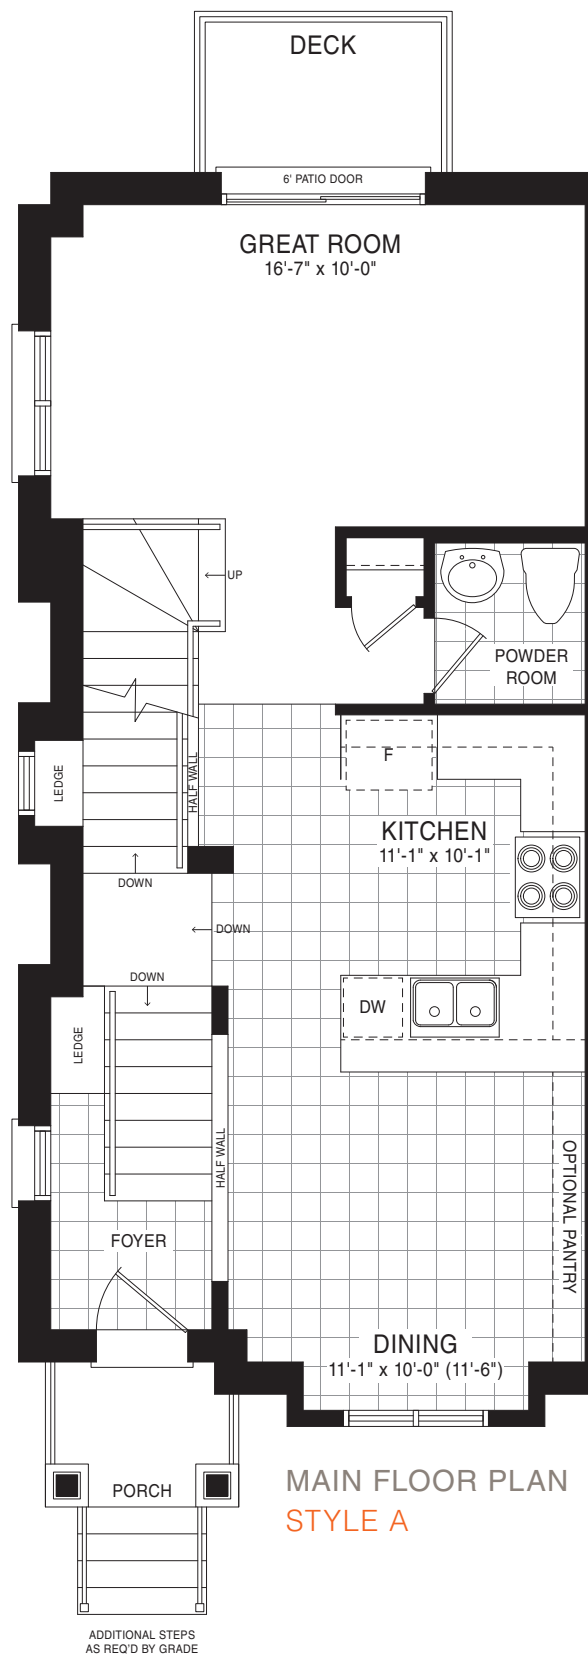 DECK
6' PATIO DOOR
GREAT ROOM
16'-7" x 10'-0"
UP
POWDER
ROOM
F
LEDGE
HALF WALL
KITCHEN
11'-1" x 10'-1"
DOWN
DOWN
DOWN
DW
LEDGE
HALF WALL
OPTIONAL PANTRY
FOYER
DINING
11'-1" x 10'-0" (11'-6")
PORCH
MAIN FLOOR PLAN
STYLE A
ADDITIONAL STEPS
AS REQ'D BY GRADE